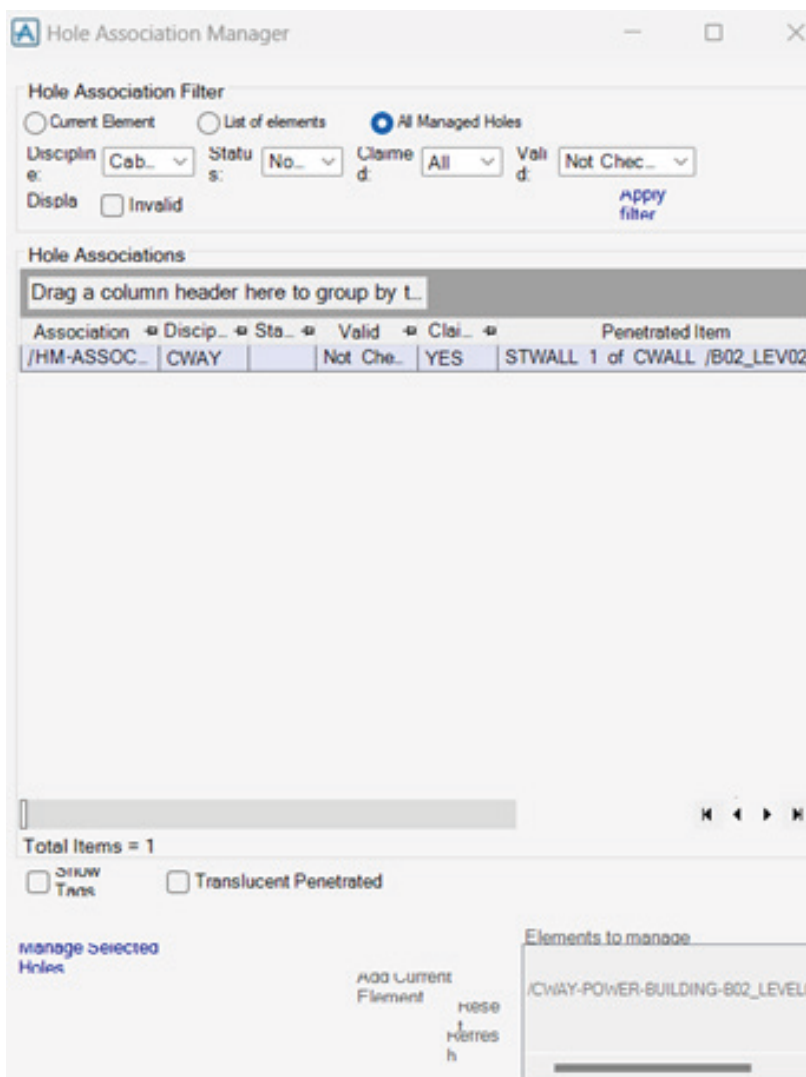 Hole Association Manager
Hole Association Filter
Current Element List of elements All Managed Holes
Disciplin
e: Cab... Statu
s: No... Claime
d: All Vali
d: Not Chec...
Displa Invalid Apply
filter
Hole Associations
Drag a column header here to group by t...
Association Discip... Sta... Valid Clai... Penetrated Item
/HM-ASSOC... CWAY Not Che... YES STWALL 1 of CWALL /B02_LEV02
Total Items = 1
Show
Tags Translucent Penetrated
Manage Selected
Holes
Elements to manage
Add Current
Element
/CWAY-POWER-BUILDING-B02_LEVEL
Rese
t
Refres
h